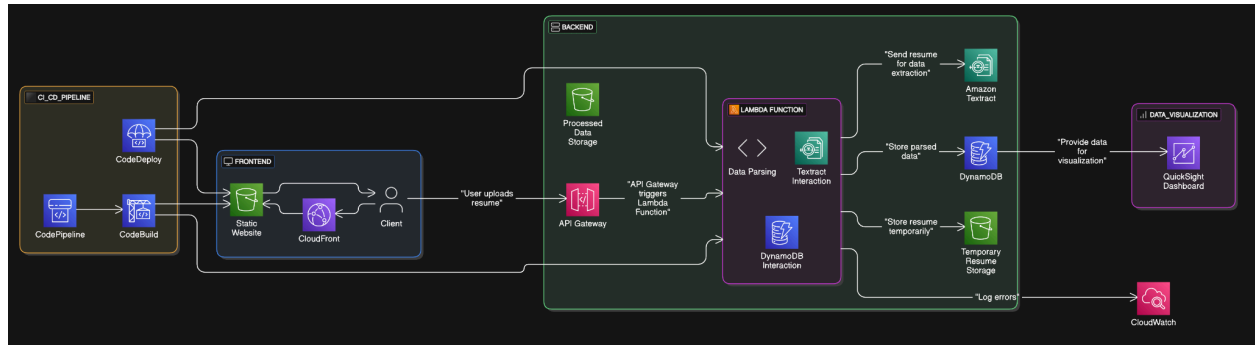 CI_CD_PIPELINE
CodeDeploy
CodePipeline
CodeBuild
FRONTEND
Static
Website
CloudFront
Client
"User uploads
resume"
BACKEND
Processed
Data
Storage
API Gateway
"API Gateway
triggers
Lambda
Function"
LAMBDA FUNCTION
Data Parsing
Textract
Interaction
DynamoDB
Interaction
"Send resume
for data
extraction"
Amazon
Textract
"Store parsed
data"
DynamoDB
"Store resume
temporarily"
Temporary
Resume
Storage
"Log errors"
CloudWatch
"Provide data
for
visualization"
DATA_VISUALIZATION
QuickSight
Dashboard